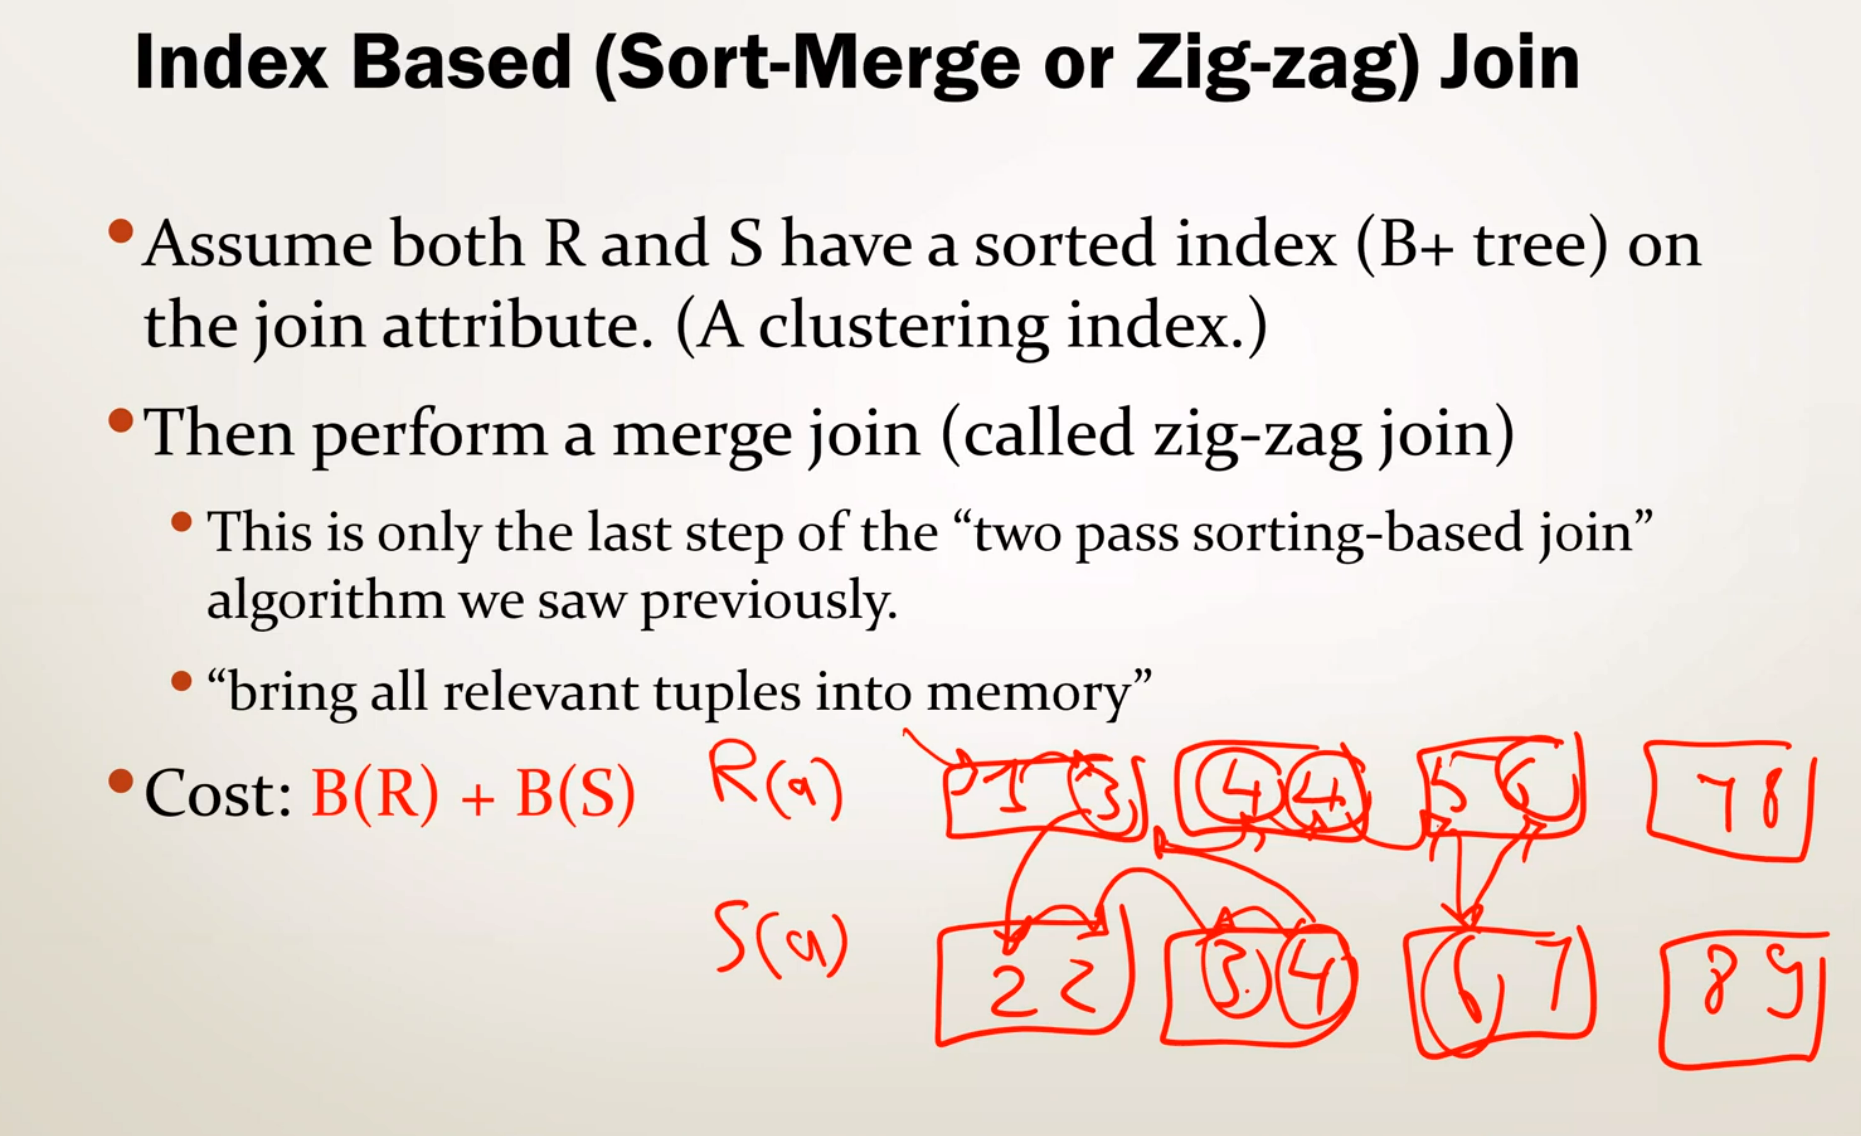 Index Based (Sort-Merge or Zig-zag) Join
• Assume both R and S have a sorted index (B+ tree) on
the join attribute. (A clustering index.)
• Then perform a merge join (called zig-zag join)
• This is only the last step of the “two pass sorting-based join”
algorithm we saw previously.
• “bring all relevant tuples into memory”
• Cost: B(R) + B(S) R(a) 1 3 4 4 5 6 7 8
S(a) 2 2 3 4 6 7 8 9